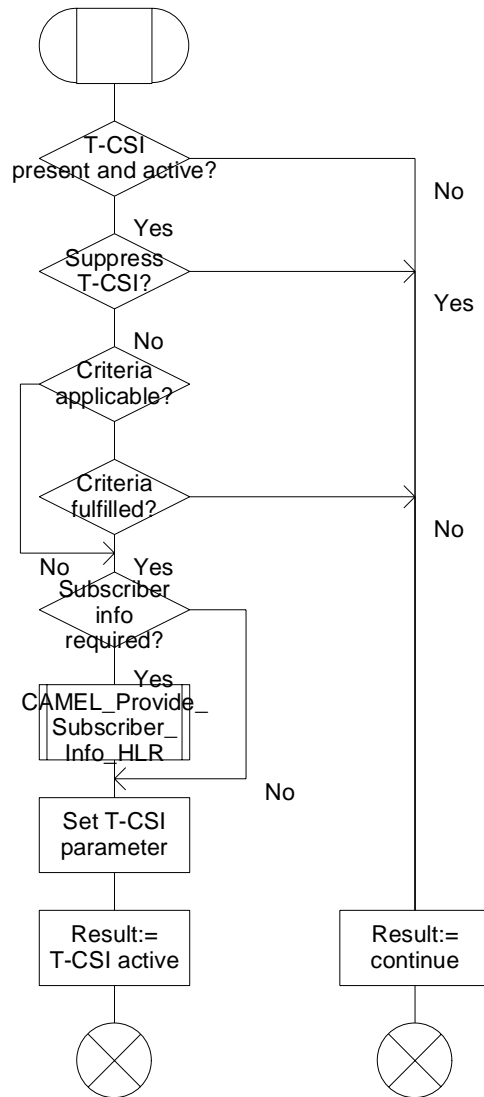 T-CSI
present and active?
No
Yes
Suppress
T-CSI?
Yes
No
Criteria
applicable?
Criteria
fulfilled?
No
No
Yes
Subscriber
info
required?
Yes
CAMEL_Provide_
Subscriber_
Info_HLR
No
Set T-CSI
parameter
Result:=
T-CSI active
Result:=
continue